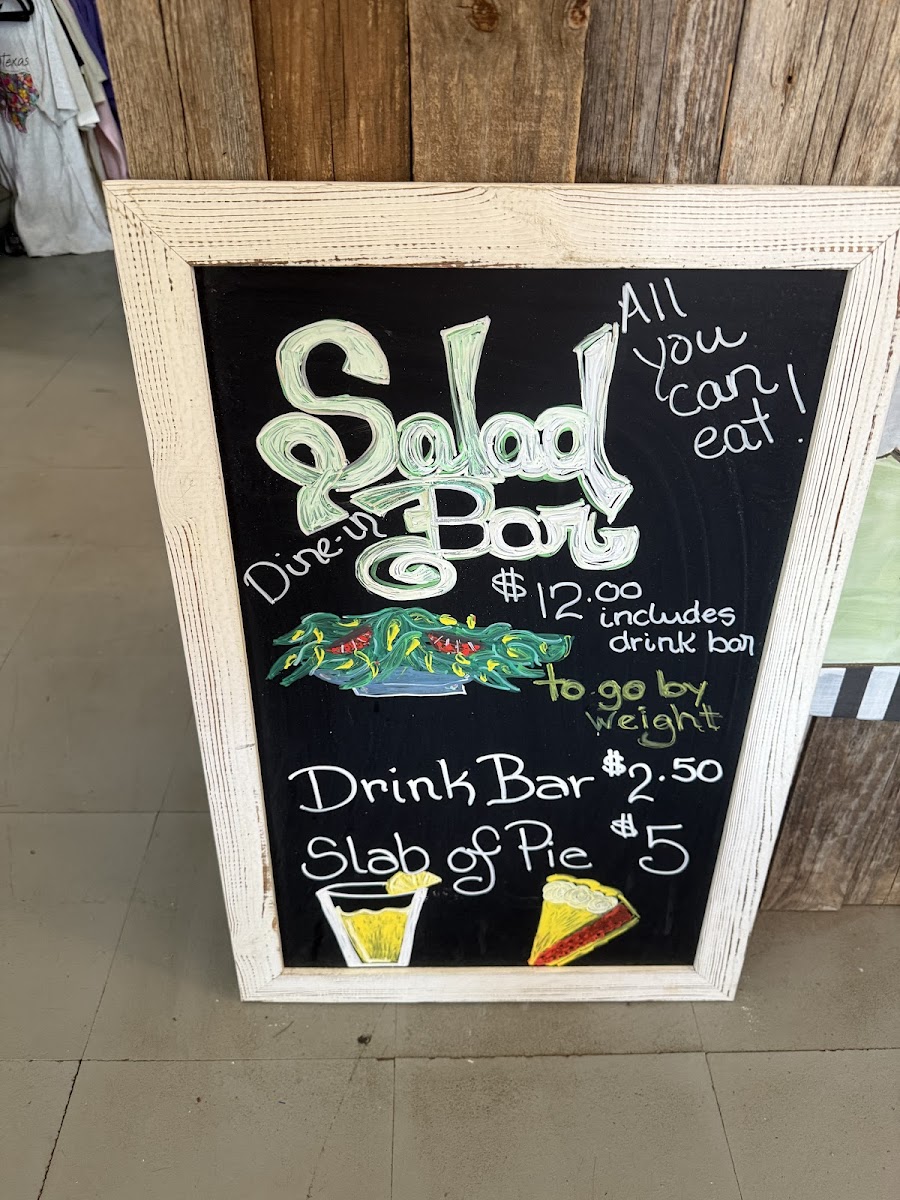 Texas
All
you
can
eat!
Salad
Bar
Dine-in
$12.00
includes
drink bar
to go by
weight
Drink Bar $2.50
Slab of Pie $5